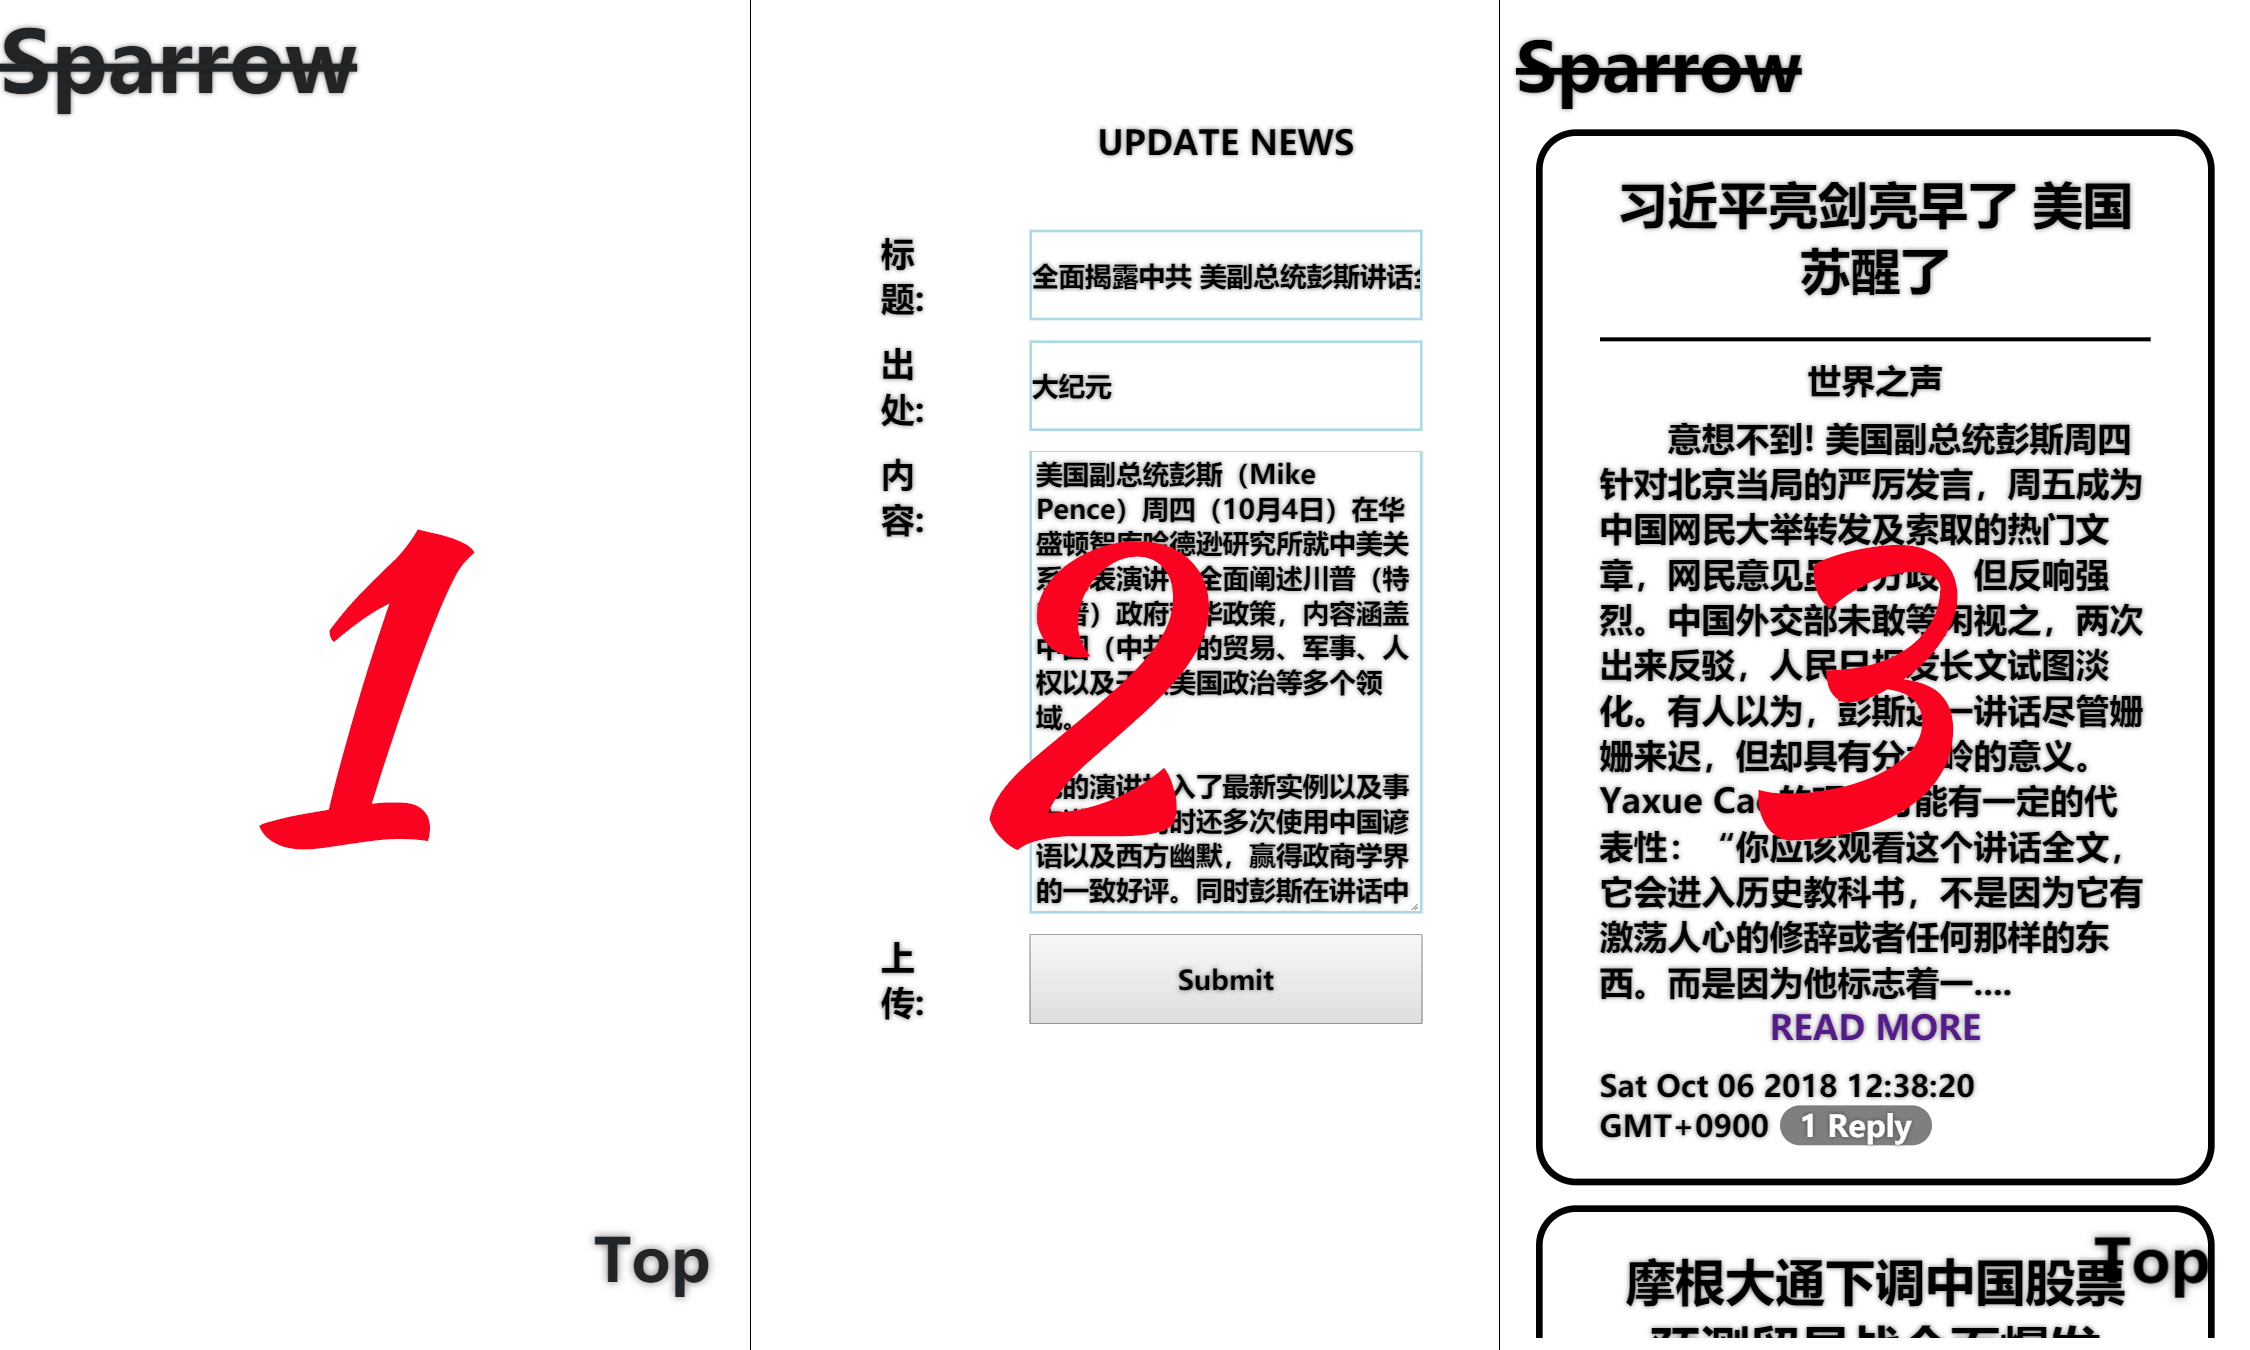 Sparrow
1
Top
UPDATE NEWS
标
题:
全面揭露中共 美副总统彭斯讲话
出
处:
大纪元
内
容:
美国副总统彭斯（Mike
Pence）周四（10月4日）在华
盛顿智库哈德逊研究所就中美关
系 表演讲 全面阐述川普（特
普）政府 华政策，内容涵盖
中国（中共 的贸易、军事、人
权以及 美国政治等多个领
域。
的演讲 入了最新实例以及事
时还多次使用中国谚
语以及西方幽默，赢得政商学界
的一致好评。同时彭斯在讲话中
2
上
传:
Submit
Sparrow
习近平亮剑亮早了 美国
苏醒了
世界之声
意想不到! 美国副总统彭斯周四
针对北京当局的严厉发言，周五成为
中国网民大举转发及索取的热门文
章，网民意见 分歧 但反响强
烈。中国外交部未敢等闲视之，两次
出来反驳，人民日报发长文试图淡
化。有人以为，彭斯这一讲话尽管姗
姗来迟，但却具有分水岭的意义。
Yaxue Cao 的 能有一定的代
表性：“你应该观看这个讲话全文，
它会进入历史教科书，不是因为它有
激荡人心的修辞或者任何那样的东
西。而是因为他标志着一....
3
READ MORE
Sat Oct 06 2018 12:38:20
GMT+0900 1 Reply
摩根大通下调中国股票
Top